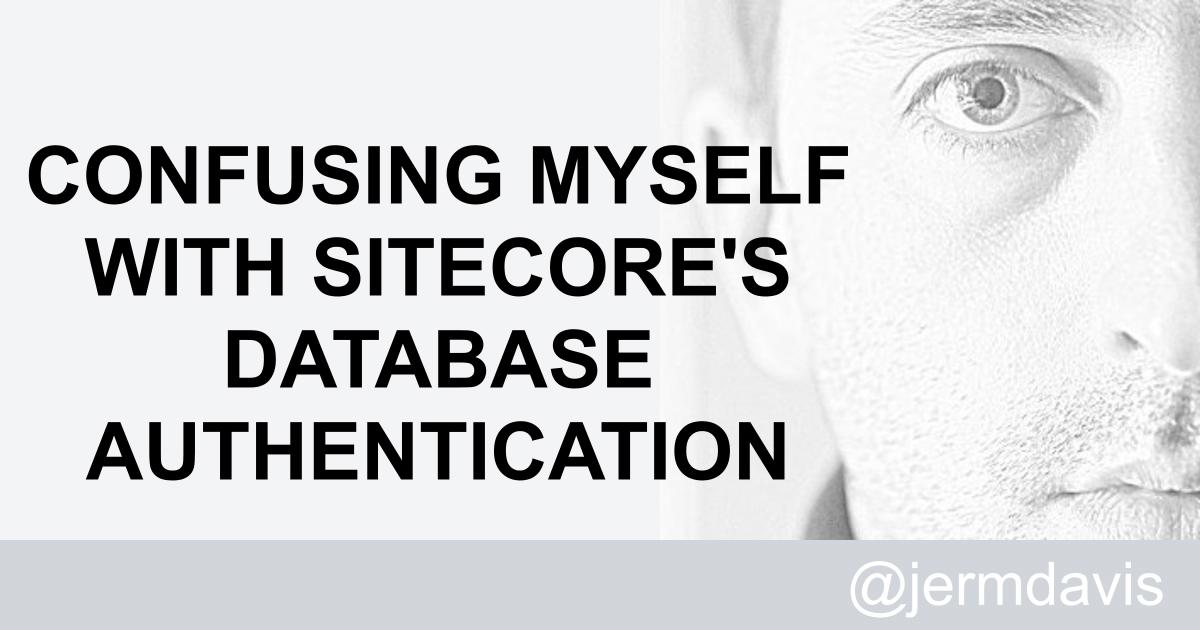 CONFUSING MYSELF
WITH SITECORE'S
DATABASE
AUTHENTICATION
@jermdavis